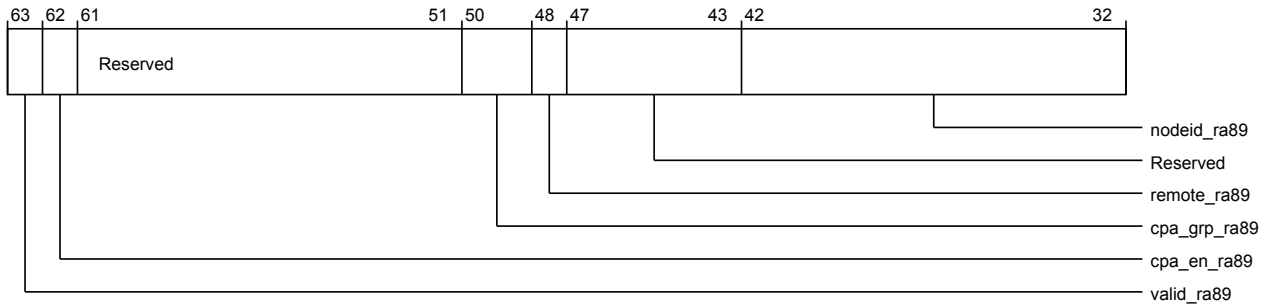 63 62 61 51 50 48 47 43 42 32
Reserved
nodeid_ra89
Reserved
remote_ra89
cpa_grp_ra89
cpa_en_ra89
valid_ra89